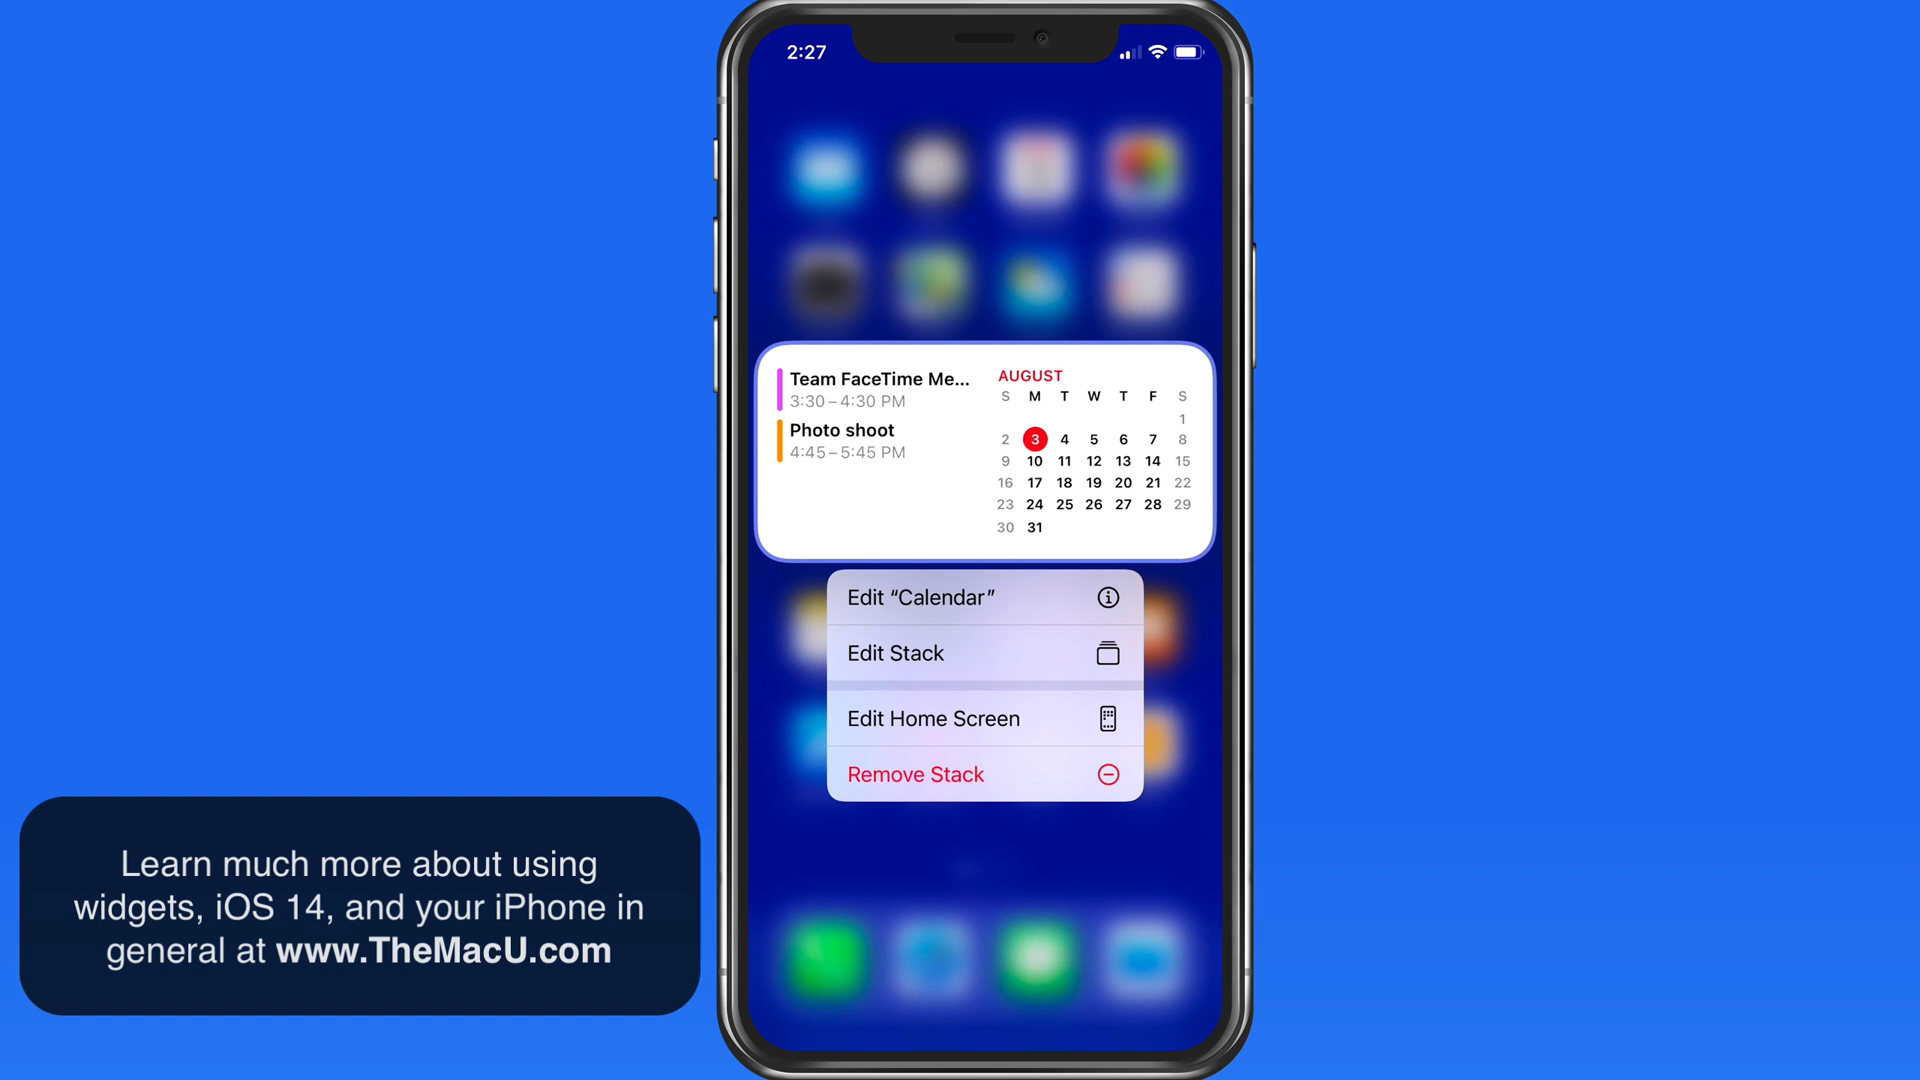 2:27
Team FaceTime Me...
3:30 – 4:30 PM
Photo shoot
4:45 – 5:45 PM
AUGUST
S M T W T F S
1
2 3 4 5 6 7 8
9 10 11 12 13 14 15
16 17 18 19 20 21 22
23 24 25 26 27 28 29
30 31
Edit “Calendar”
Edit Stack
Edit Home Screen
Remove Stack
Learn much more about using
widgets, iOS 14, and your iPhone in
general at www.TheMacU.com